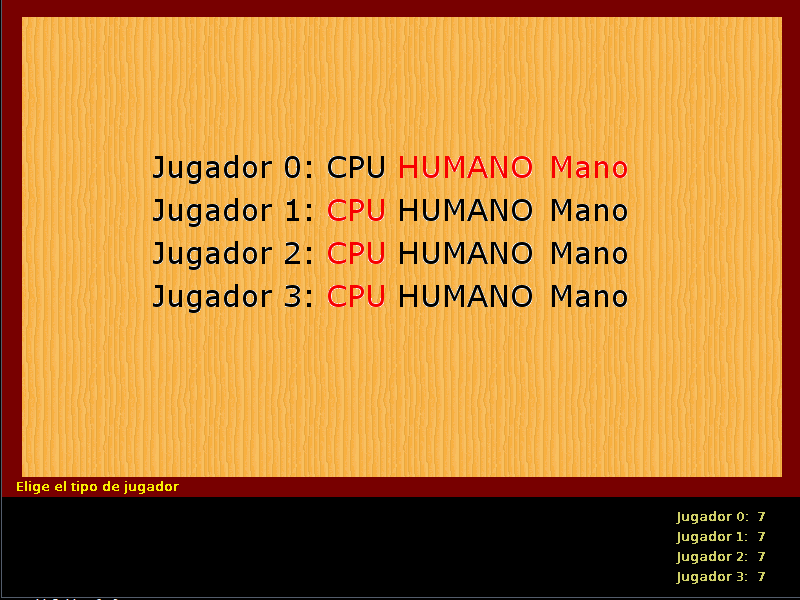 Jugador 0: CPU HUMANO Mano
Jugador 1: CPU HUMANO Mano
Jugador 2: CPU HUMANO Mano
Jugador 3: CPU HUMANO Mano
Elige el tipo de jugador
Jugador 0: 7
Jugador 1: 7
Jugador 2: 7
Jugador 3: 7